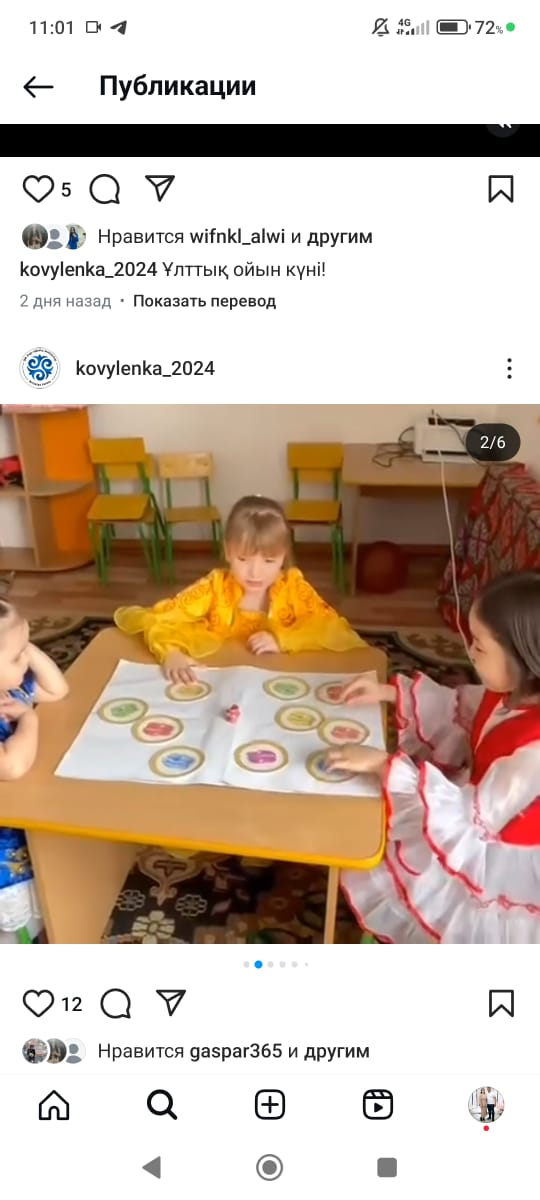 11:01 4G 72%
Публикации
5
Нравится wifnkl_alwi и другим
kovylenka_2024 Ұлттық ойын күні!
2 дня назад • Показать перевод
kovylenka_2024
2/6
12
Нравится gaspar365 и другим